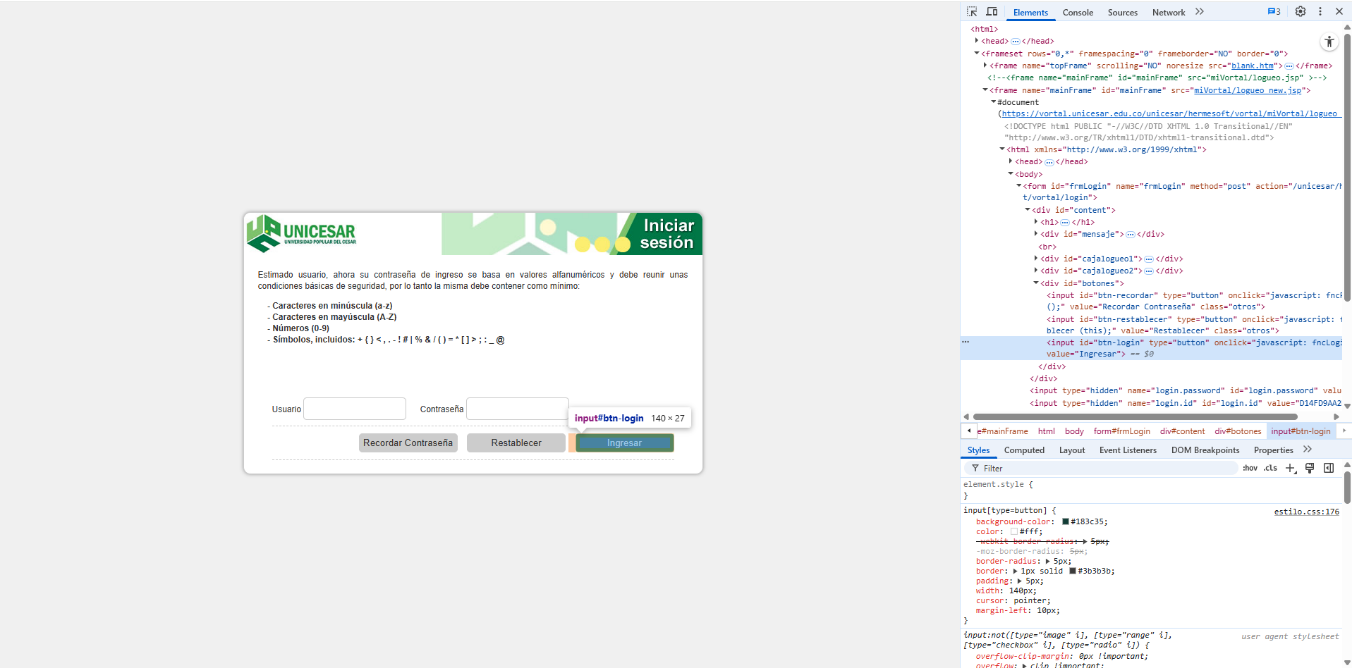 UNICESAR
UNIVERSIDAD POPULAR DEL CESAR
Iniciar
sesión
Estimado usuario, ahora su contraseña de ingreso se basa en valores alfanuméricos y debe reunir unas
condiciones básicas de seguridad, por lo tanto la misma debe contener como mínimo:
- Caracteres en minúscula (a-z)
- Caracteres en mayúscula (A-Z)
- Números (0-9)
- Símbolos, incluidos: + { } < , . - ! # | % & / ( ) = * [ ] > ; : _ @
Usuario
Contraseña
input#btn-login 140 × 27
Recordar Contraseña
Restablecer
Ingresar
Elements Console Sources Network 3
<html>
<head> </head>
<frameset rows="0,*" framespacing="0" frameborder="NO" border="0">
<frame name="topFrame" scrolling="NO" noresize src="blank.htm"> </frame>
<!--<frame name="mainFrame" id="mainFrame" src="miVortal/logueo.jsp" >-->
<frame name="mainFrame" id="mainFrame" src="miVortal/logueo_new.jsp">
#document
(https://vortal.unicesar.edu.co/unicesar/hermesoft/vortal/miVortal/logueo_
<!DOCTYPE html PUBLIC "-//W3C//DTD XHTML 1.0 Transitional//EN"
"http://www.w3.org/TR/xhtml1/DTD/xhtml1-transitional.dtd">
<html xmlns="http://www.w3.org/1999/xhtml">
<head> </head>
<body>
<form id="frmLogin" name="frmLogin" method="post" action="/unicesar/h
t/vortal/login">
<div id="content">
<h1> </h1>
<div id="mensaje"> </div>
<br>
<div id="cajalogueo1"> </div>
<div id="cajalogueo2"> </div>
<div id="botones">
<input id="btn-recordar" type="button" onclick="javascript: fnc
();" value="Recordar Contraseña" class="otros">
<input id="btn-restablecer" type="button" onclick="javascript: 
blecer (this);" value="Restablecer" class="otros">
<input id="btn-login" type="button" onclick="javascript: fncLogi
value="Ingresar"> == $0
</div>
</div>
<input type="hidden" name="login.password" id="login.password" valu
<input type="hidden" name="login.id" id="login.id" value="D14FD9AA2
e#mainFrame html body form#frmLogin div#content div#botones input#btn-login
Styles Computed Layout Event Listeners DOM Breakpoints Properties
Filter :hov .cls
element.style {
}
input[type=button] { estilo.css:176
background-color: #183c35;
color: #fff;
-webkit-border-radius: 5px;
-moz-border-radius: 5px;
border-radius: 5px;
border: 1px solid #3b3b3b;
padding: 5px;
width: 140px;
cursor: pointer;
margin-left: 10px;
}
input:not([type="image" i], [type="range" i], user agent stylesheet
[type="checkbox" i], [type="radio" i]) {
overflow-clip-margin: 0px !important;
overflow: clip !important;